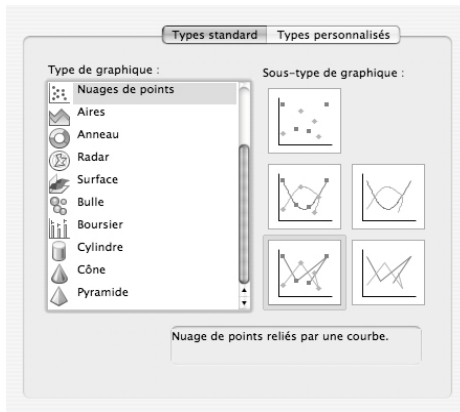 Types standard
Types personnalisés
Type de graphique :
Sous-type de graphique :
Nuages de points
Aires
Anneau
Radar
Surface
Bulle
Boursier
Cylindre
Cône
Pyramide
Nuage de points reliés par une courbe.